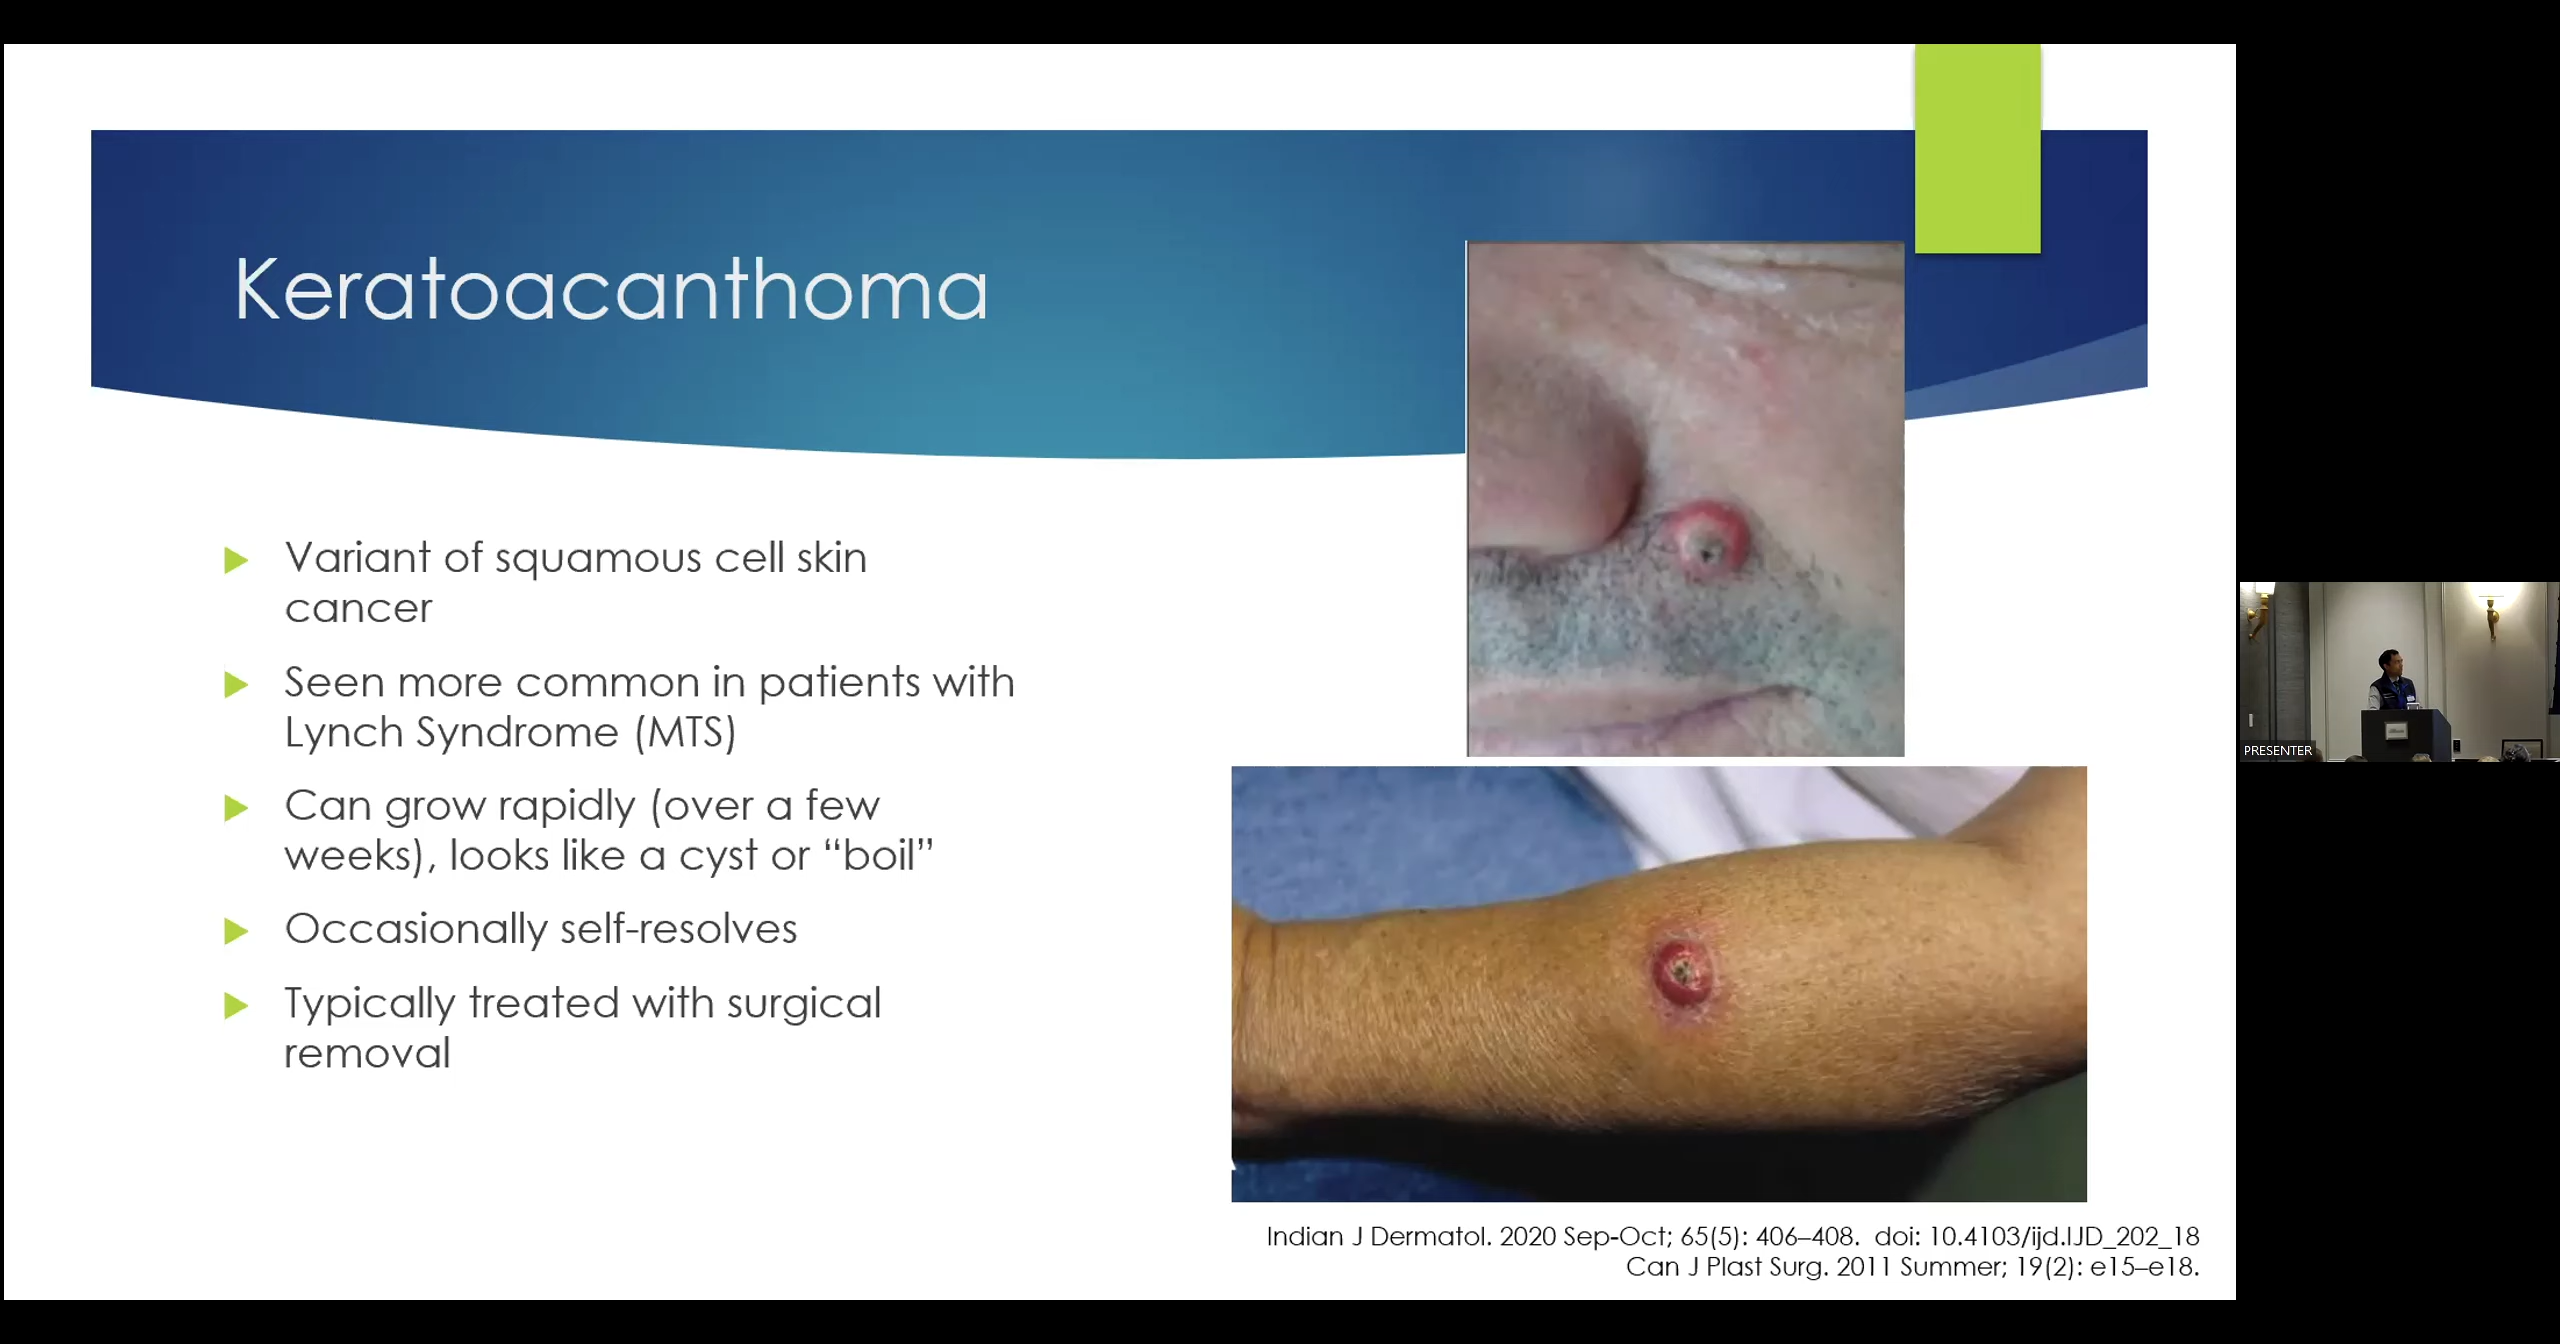 Keratoacanthoma
Variant of squamous cell skin
cancer
Seen more common in patients with
Lynch Syndrome (MTS)
Can grow rapidly (over a few
weeks), looks like a cyst or “boil”
Occasionally self-resolves
Typically treated with surgical
removal
Indian J Dermatol. 2020 Sep-Oct; 65(5): 406–408.  doi: 10.4103/ijd.IJD_202_18
Can J Plast Surg. 2011 Summer; 19(2): e15–e18.
PRESENTER